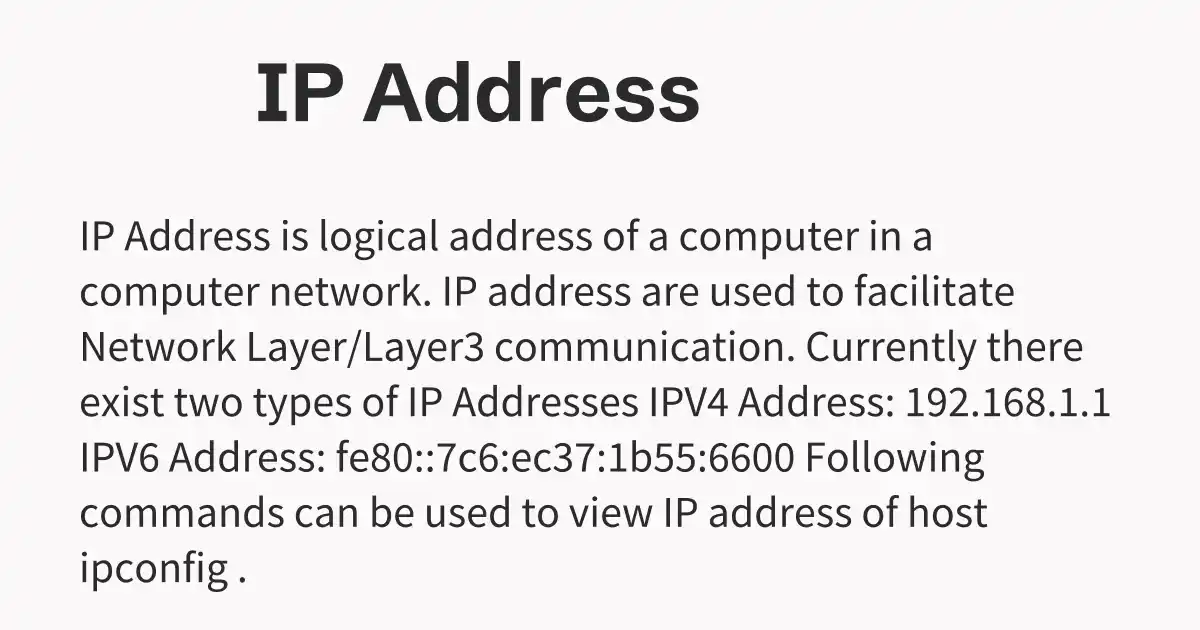 IP Address
IP Address is logical address of a computer in a
computer network. IP address are used to facilitate
Network Layer/Layer3 communication. Currently there
exist two types of IP Addresses IPV4 Address: 192.168.1.1
IPV6 Address: fe80::7c6:ec37:1b55:6600 Following
commands can be used to view IP address of host
ipconfig .